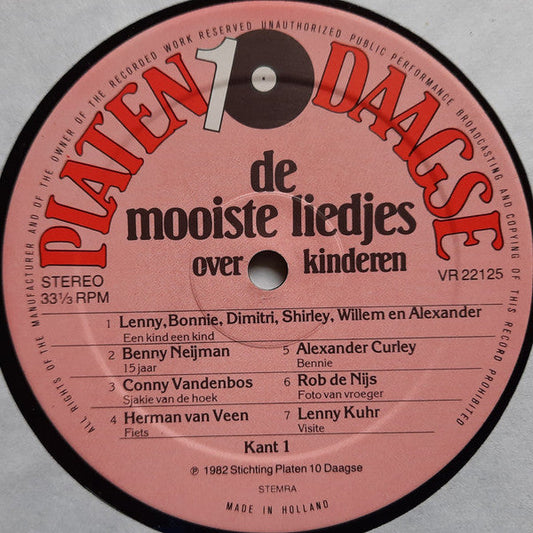 ALL RIGHTS OF THE MANUFACTURER AND OF THE OWNER OF THE RECORDED WORK RESERVED UNAUTHORIZED PUBLIC PERFORMANCE BROADCASTING AND COPYING OF THIS RECORD PROHIBITED
PLATEN 10 DAAGSE
de
mooiste liedjes
over kinderen
STEREO
33⅓ RPM
VR 22125
1 Lenny, Bonnie, Dimitri, Shirley, Willem en Alexander
Een kind een kind
2 Benny Neijman
15 jaar
3 Conny Vandenbos
Sjakie van de hoek
4 Herman van Veen
Fiets
5 Alexander Curley
Bennie
6 Rob de Nijs
Foto van vroeger
7 Lenny Kuhr
Visite
Kant 1
℗ 1982 Stichting Platen 10 Daagse
STEMRA
MADE IN HOLLAND